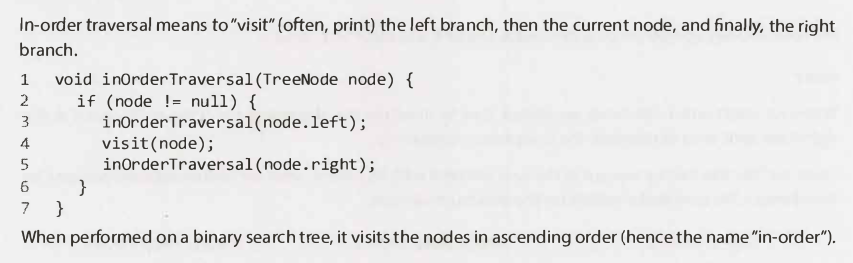 In-order traversal means to "visit" (often, print) the left branch, then the current node, and finally, the right
branch.
1 void inOrderTraversal(TreeNode node) {
2 if (node != null) {
3 inOrderTraversal(node.left);
4 visit(node);
5 inOrderTraversal(node.right);
6 }
7 }
When performed on a binary search tree, it visits the nodes in ascending order (hence the name "in-order").